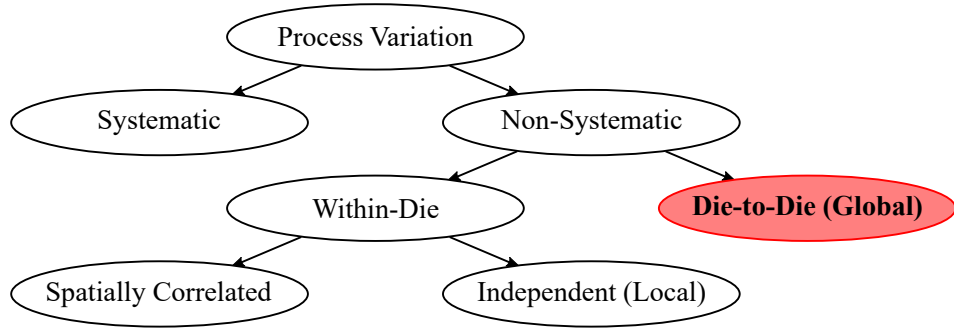 Process Variation
Systematic
Non-Systematic
Within-Die
Die-to-Die (Global)
Spatially Correlated
Independent (Local)